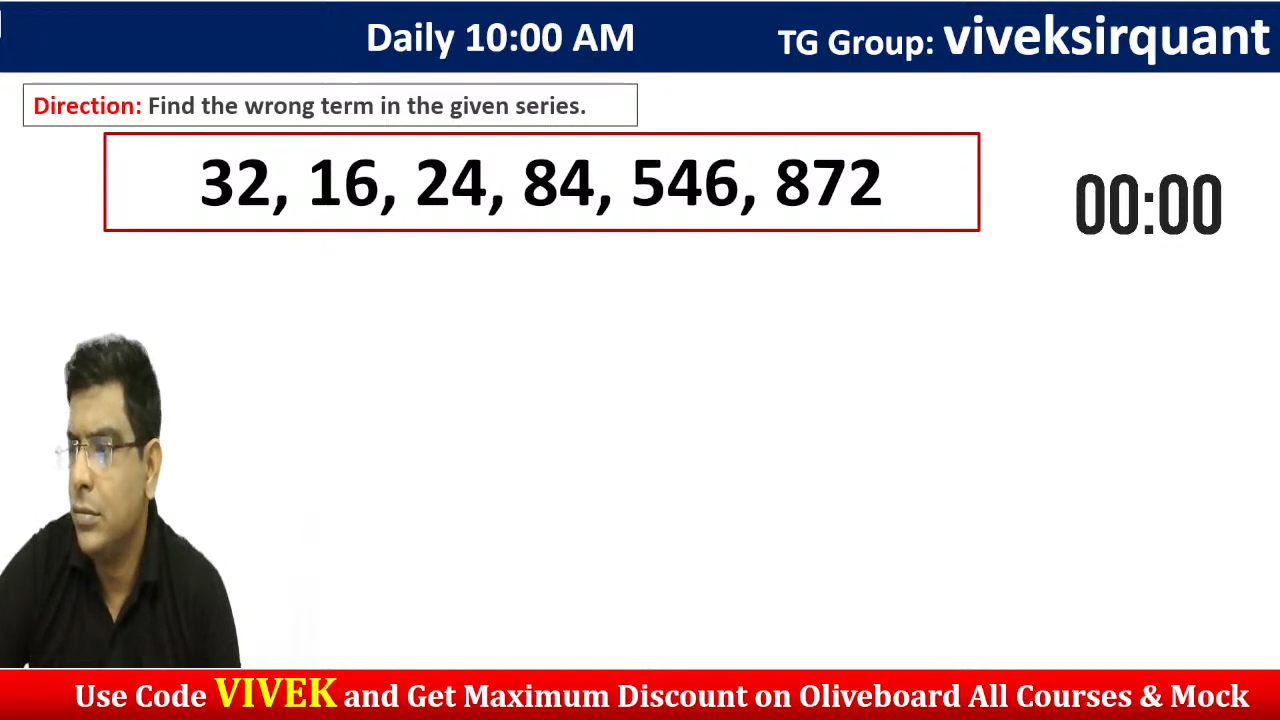 Daily 10:00 AM
TG Group: viveksirquant
Direction: Find the wrong term in the given series.
32, 16, 24, 84, 546, 872
00:00
Use Code VIVEK and Get Maximum Discount on Oliveboard All Courses & Mock